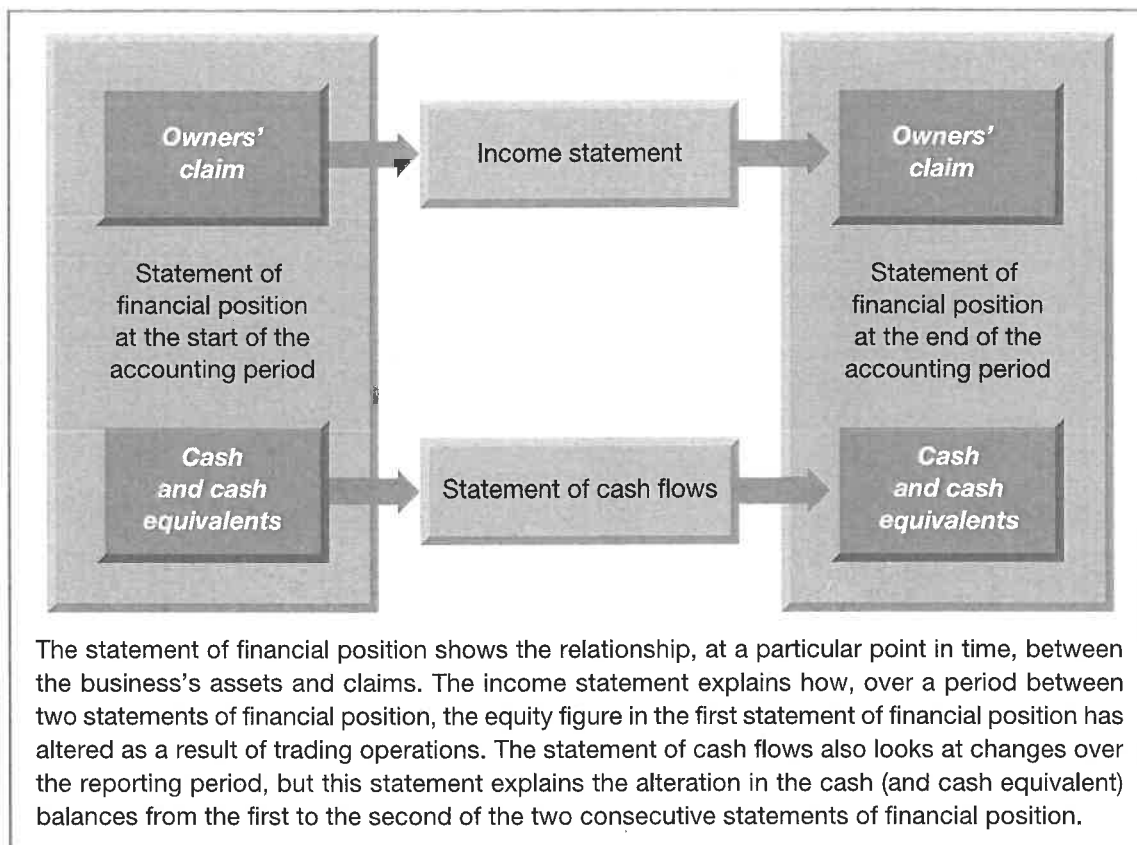 Owners'
claim
Income statement
Owners'
claim
Statement of
financial position
at the start of the
accounting period
Statement of
financial position
at the end of the
accounting period
Cash
and cash
equivalents
Statement of cash flows
Cash
and cash
equivalents
The statement of financial position shows the relationship, at a particular point in time, between
the business's assets and claims. The income statement explains how, over a period between
two statements of financial position, the equity figure in the first statement of financial position has
altered as a result of trading operations. The statement of cash flows also looks at changes over
the reporting period, but this statement explains the alteration in the cash (and cash equivalent)
balances from the first to the second of the two consecutive statements of financial position.